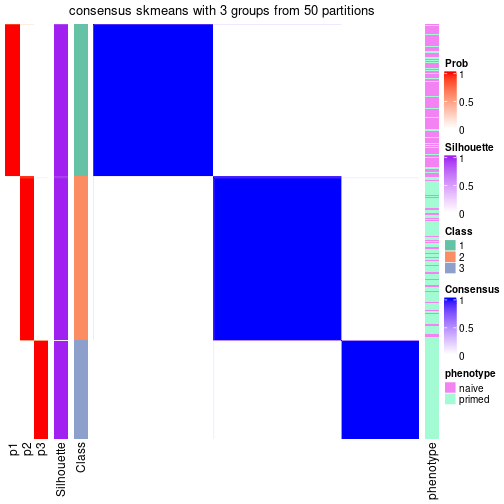 consensus skmeans with 3 groups from 50 partitions
Prob
1
0.5
0
Silhouette
1
0.5
0
Class
1
2
3
Consensus
1
0.5
0
phenotype
naive
primed
p1
p2
p3
Silhouette
Class
phenotype